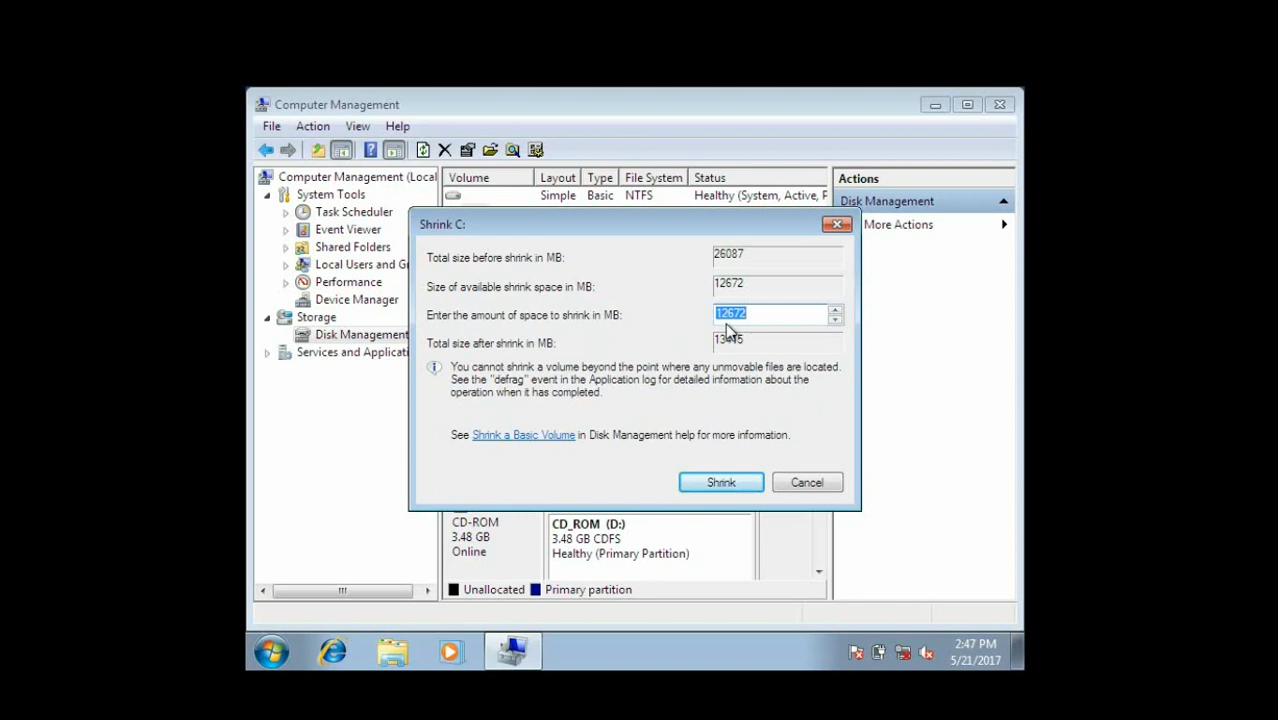 Computer Management
File Action View Help
Computer Management (Local
System Tools
Task Scheduler
Event Viewer
Shared Folders
Local Users and Gr
Performance
Device Manager
Storage
Disk Management
Services and Applicati
Volume Layout Type File System Status
Simple Basic NTFS Healthy (System, Active, P
Actions
Disk Management
More Actions
Shrink C:
Total size before shrink in MB: 26087
Size of available shrink space in MB: 12672
Enter the amount of space to shrink in MB: 12672
Total size after shrink in MB: 13415
You cannot shrink a volume beyond the point where any unmovable files are located.
See the "defrag" event in the Application log for detailed information about the
operation when it has completed.
See Shrink a Basic Volume in Disk Management help for more information.
Shrink Cancel
CD-ROM
3.48 GB
Online
CD_ROM (D:)
3.48 GB CDFS
Healthy (Primary Partition)
Unallocated Primary partition
2:47 PM
5/21/2017